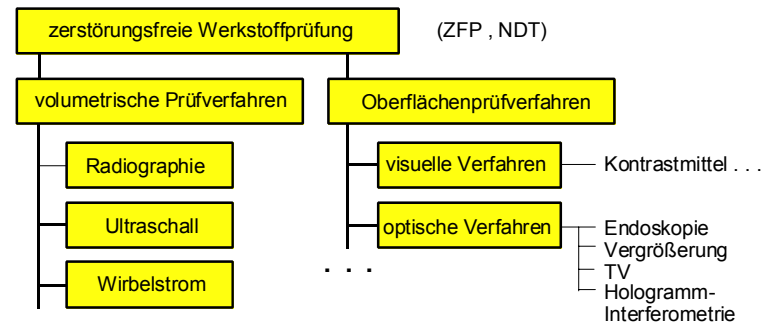 zerstörungsfreie Werkstoffprüfung (ZFP , NDT)
volumetrische Prüfverfahren Oberflächenprüfverfahren
Radiographie visuelle Verfahren Kontrastmittel . . .
Ultraschall optische Verfahren Endoskopie
Vergrößerung
TV
Wirbelstrom . . . Hologramm-
Interferometrie